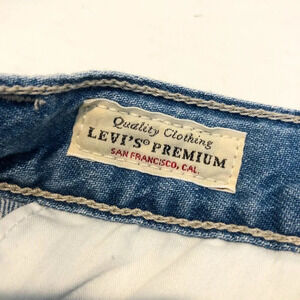 Quality Clothing
LEVI'S® PREMIUM
SAN FRANCISCO, CAL.